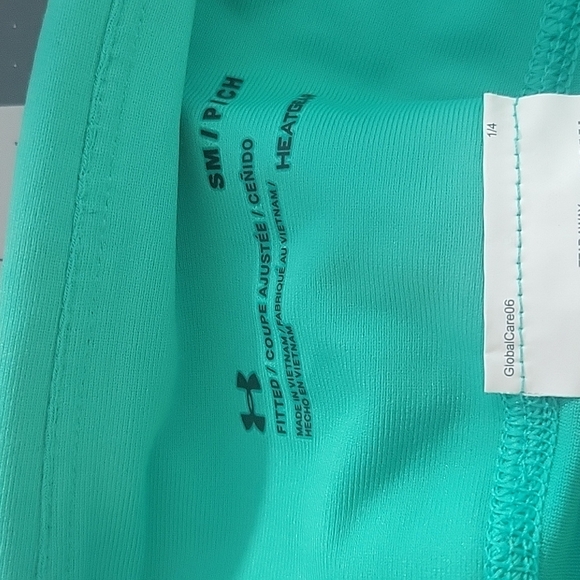 SM / P / CH
HEATGEAR
FITTED / COUPE AJUSTÉE / CEÑIDO
MADE IN VIETNAM / FABRIQUÉ AU VIETNAM /
HECHO EN VIETNAM
1/4
GlobalCare06